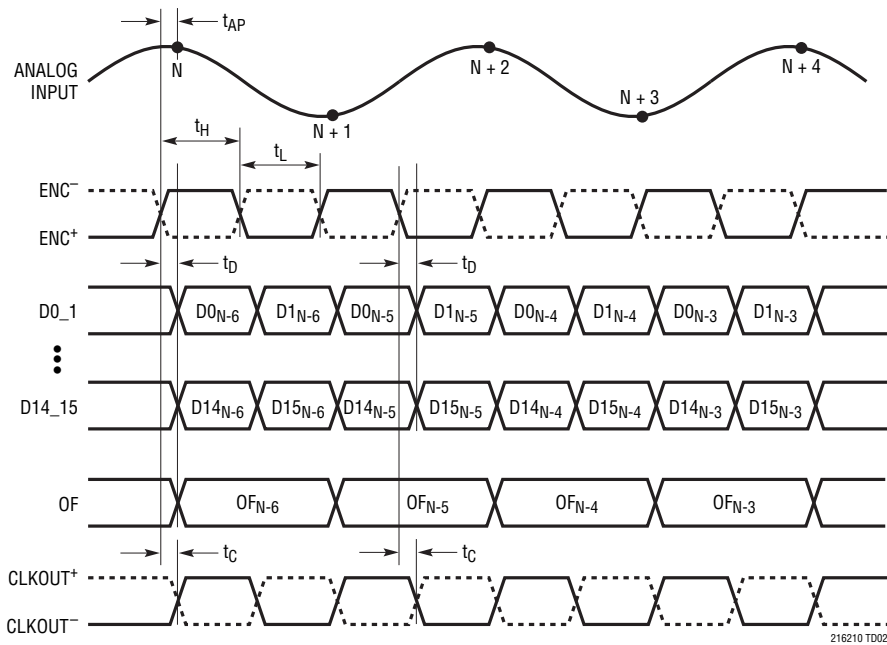 tAP
ANALOG
INPUT
N
N + 1
N + 2
N + 3
N + 4
tH
tL
ENC–
ENC+
tD
tD
D0_1
D0N-6
D1N-6
D0N-5
D1N-5
D0N-4
D1N-4
D0N-3
D1N-3
D14_15
D14N-6
D15N-6
D14N-5
D15N-5
D14N-4
D15N-4
D14N-3
D15N-3
OF
OFN-6
OFN-5
OFN-4
OFN-3
tC
tC
CLKOUT+
CLKOUT–
216210 TD02